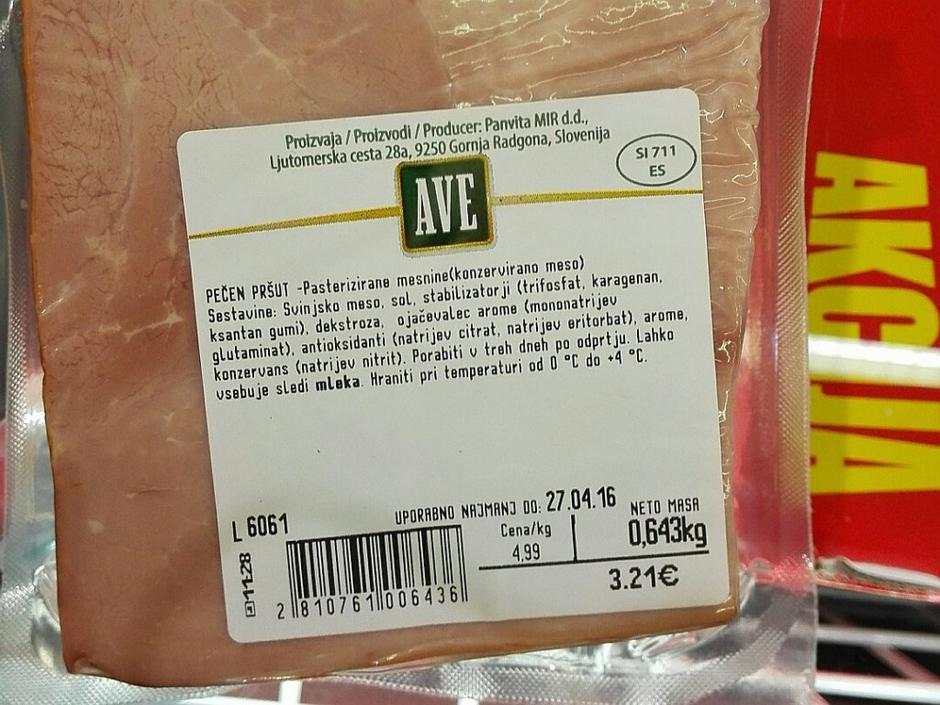 Proizvaja / Proizvodi / Producer: Panvita MIR d.d.,
Ljutomerska cesta 28a, 9250 Gornja Radgona, Slovenija
SI 711
ES
AVE
PEČEN PRŠUT -Pasterizirane mesnine(konzervirano meso)
Sestavine: Svinjsko meso, sol, stabilizatorji (trifosfat, karagenan,
ksantan gumi), dekstroza, ojačevalec arome (mononatrijev
glutaminat), antioksidanti (natrijev citrat, natrijev eritorbat), arome,
konzervans (natrijev nitrit). Porabiti v treh dneh po odprtju. Lahko
vsebuje sledi mleka. Hraniti pri temperaturi od 0 °C do +4 °C.
L 6061
UPORABNO NAJMANJ DO: 27.04.16
NETO MASA
Cena/kg
0,643kg
4,99
3.21€
11:28
2 810761 006436
AKCIJA